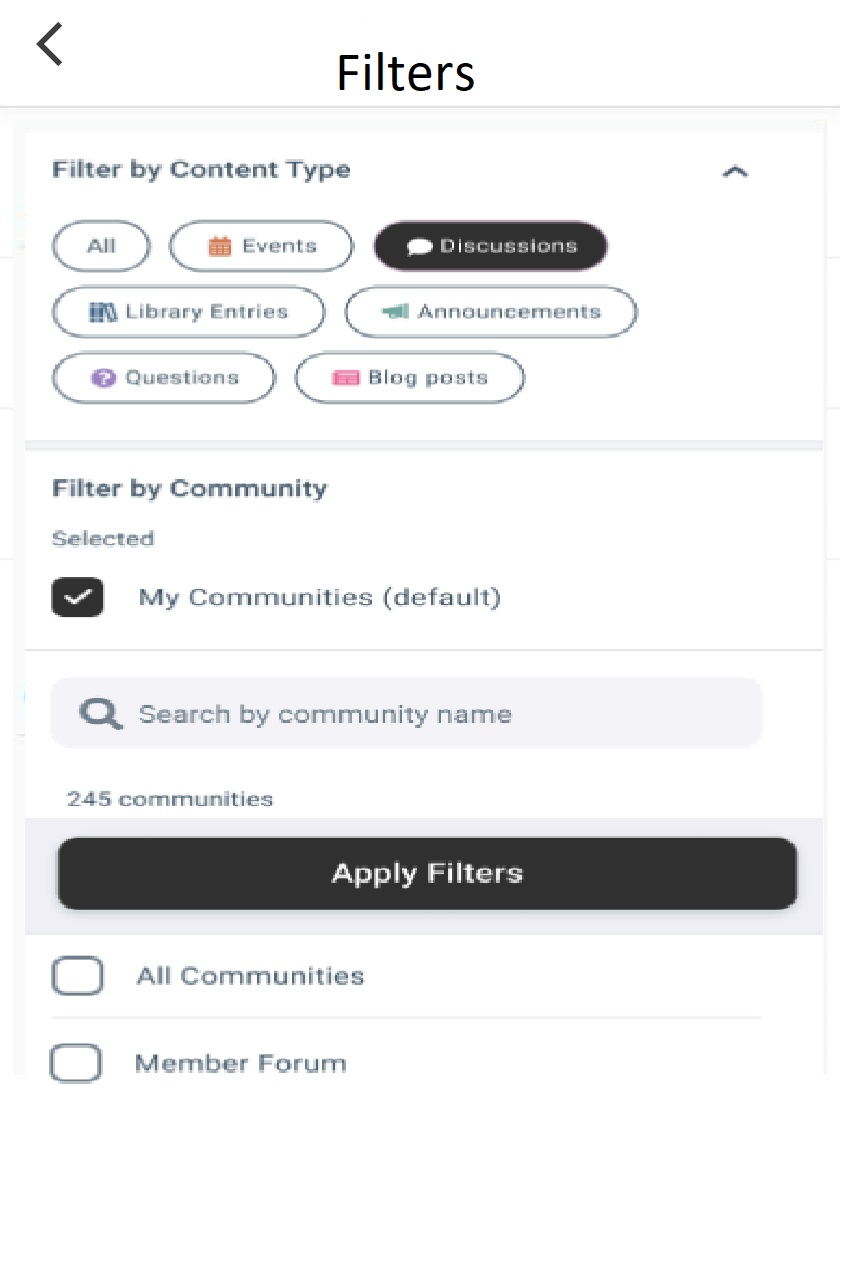 Filters
Filter by Content Type
All Events Discussions
Library Entries Announcements
Questions Blog posts
Filter by Community
Selected
My Communities (default)
Search by community name
245 communities
Apply Filters
All Communities
Member Forum